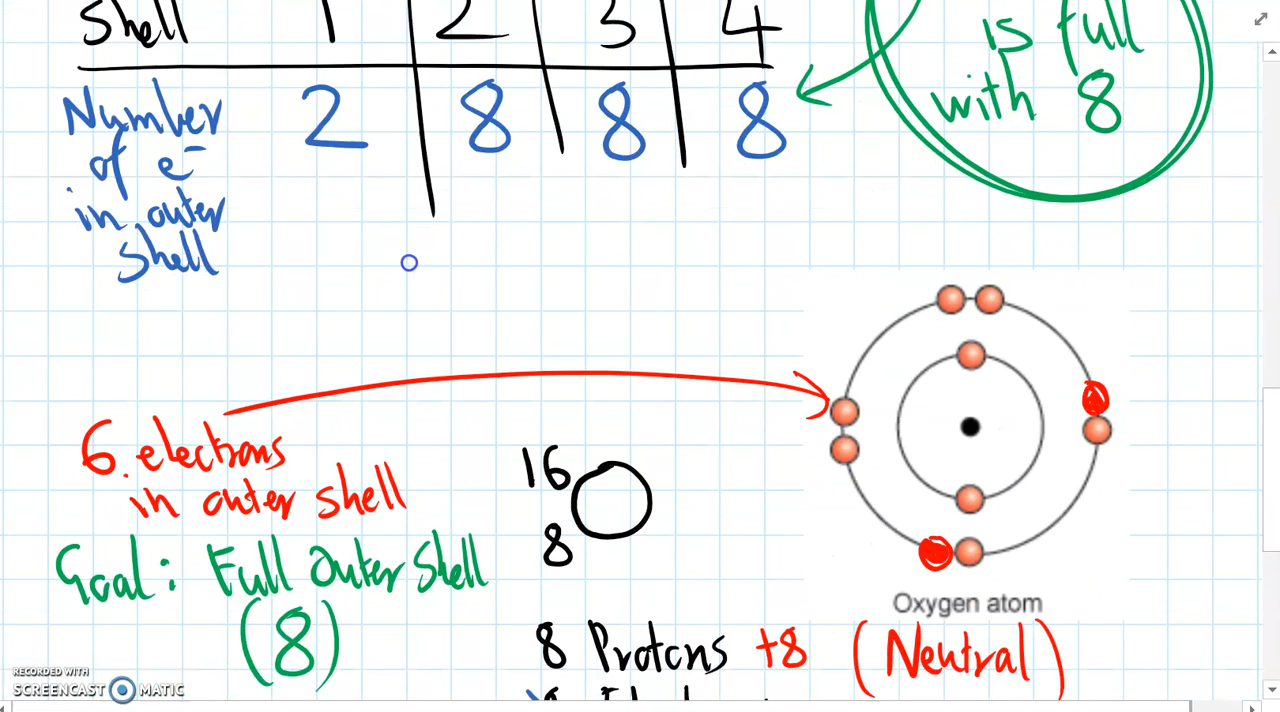 Shell 1 2 3 4
is full
with 8
Number 2 8 8 8
of e⁻
in outer
shell
6 electrons
in outer shell
16
8
O
Goal: Full Outer Shell
(8)
Oxygen atom
8 Protons +8 (Neutral)
RECORDED WITH
SCREENCAST MATIC